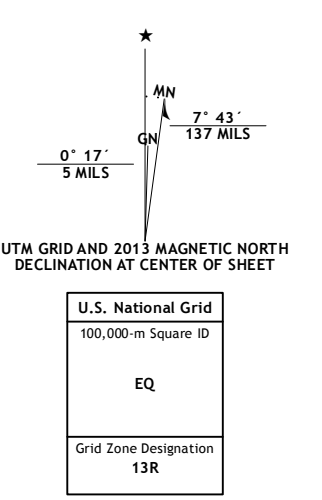 ★
MN
7° 43´
137 MILS
GN
0° 17´
5 MILS
UTM GRID AND 2013 MAGNETIC NORTH
DECLINATION AT CENTER OF SHEET
U.S. National Grid
100,000-m Square ID
EQ
Grid Zone Designation
13R